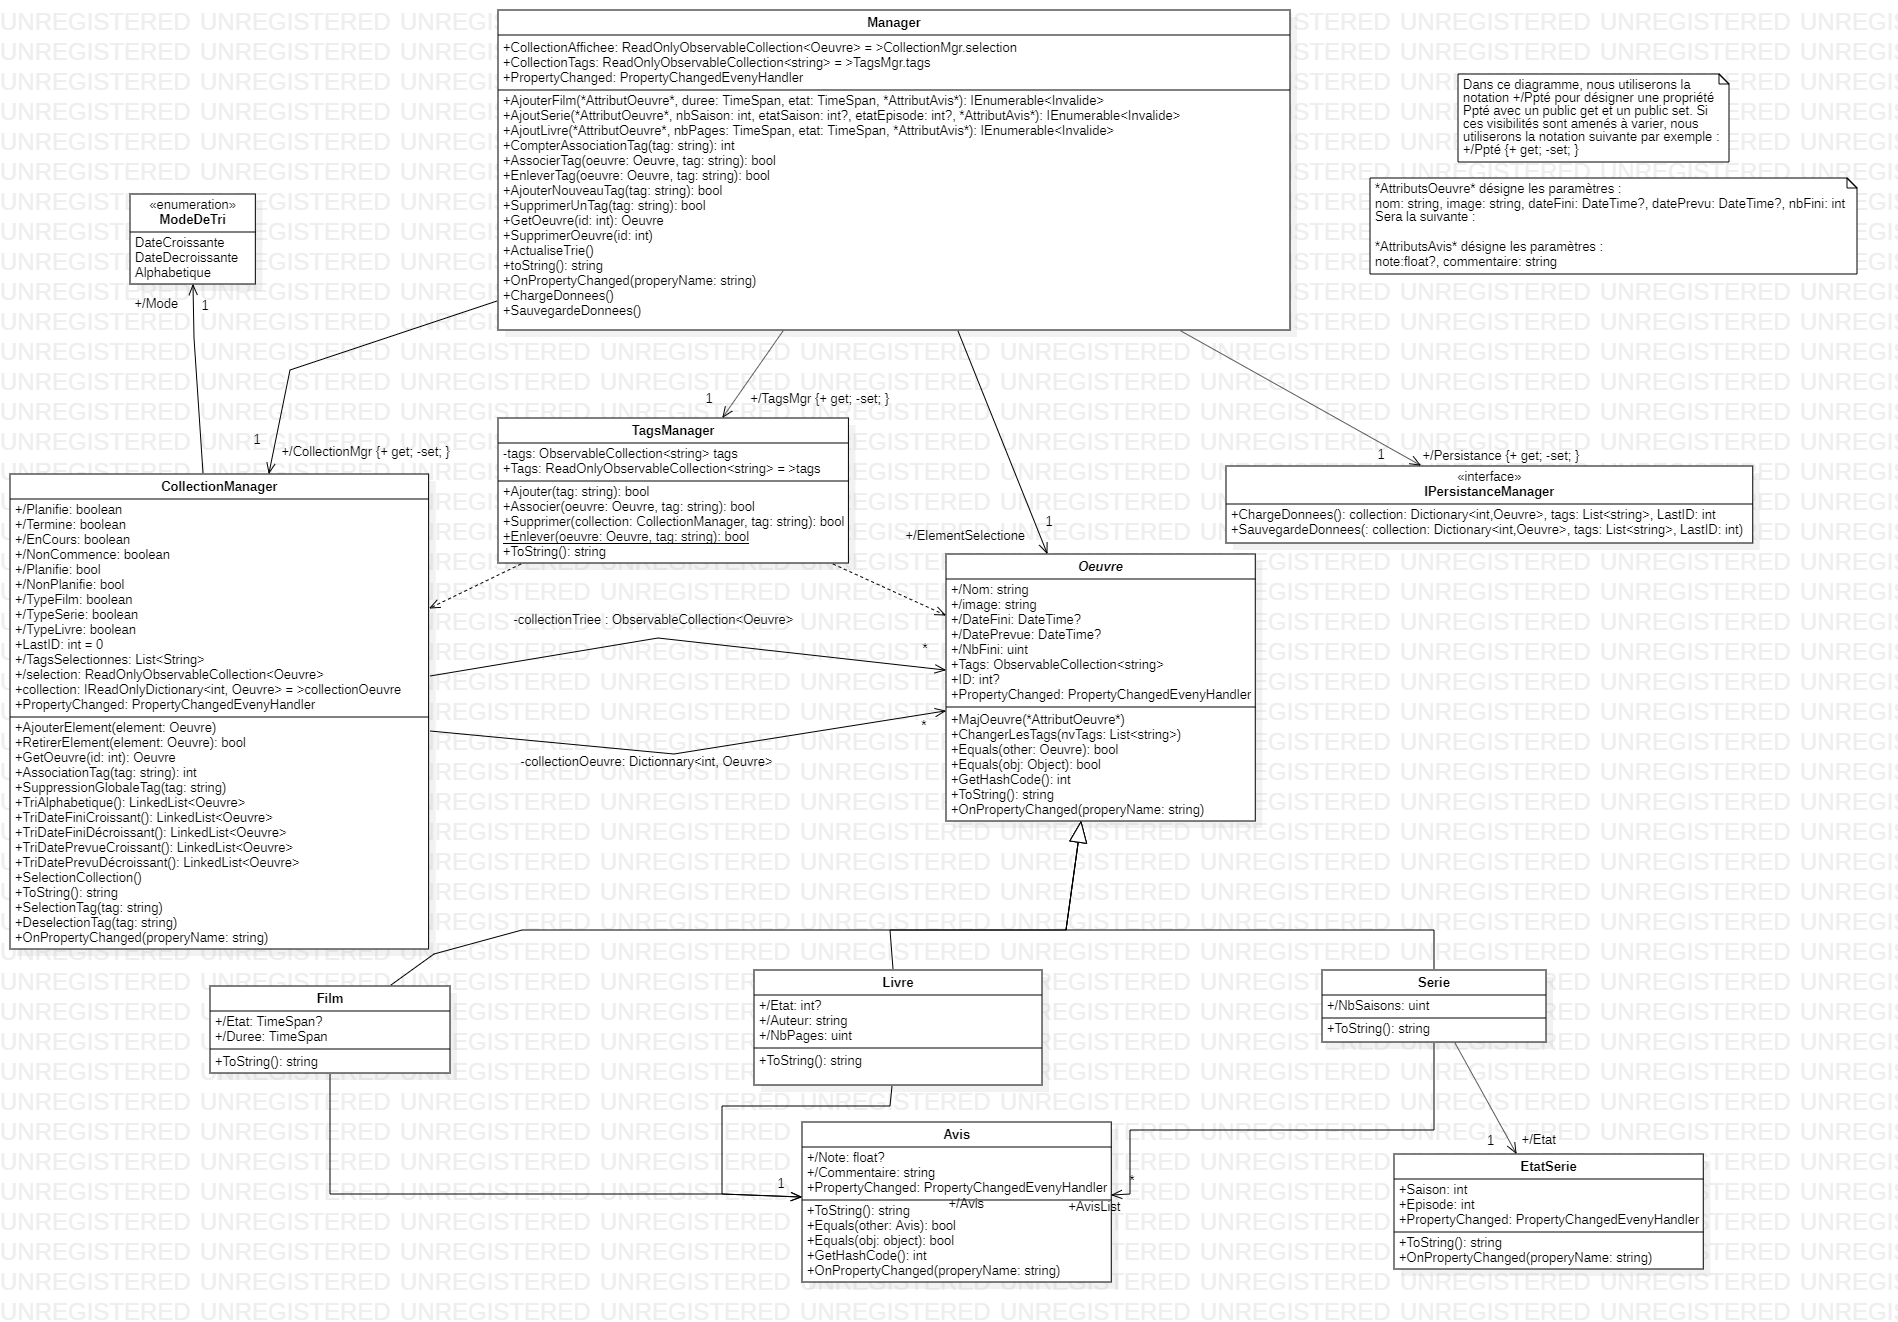 Manager
+CollectionAffichee: ReadOnlyObservableCollection<Oeuvre> = >CollectionMgr.selection
+CollectionTags: ReadOnlyObservableCollection<string> = >TagsMgr.tags
+PropertyChanged: PropertyChangedEvenyHandler
+AjouterFilm(*AttributOeuvre*, duree: TimeSpan, etat: TimeSpan, *AttributAvis*): IEnumerable<Invalide>
+AjoutSerie(*AttributOeuvre*, nbSaison: int, etatSaison: int?, etatEpisode: int?, *AttributAvis*): IEnumerable<Invalide>
+AjoutLivre(*AttributOeuvre*, nbPages: TimeSpan, etat: TimeSpan, *AttributAvis*): IEnumerable<Invalide>
+CompterAssociationTag(tag: string): int
+AssocierTag(oeuvre: Oeuvre, tag: string): bool
+EnleverTag(oeuvre: Oeuvre, tag: string): bool
+AjouterNouveauTag(tag: string): bool
+SupprimerUnTag(tag: string): bool
+GetOeuvre(id: int): Oeuvre
+SupprimerOeuvre(id: int)
+ActualiseTrie()
+toString(): string
+OnPropertyChanged(properyName: string)
+ChargeDonnees()
+SauvegardeDonnees()
Dans ce diagramme, nous utiliserons la
notation +/Ppté pour désigner une propriété
Ppté avec un public get et un public set. Si
ces visibilités sont amenés à varier, nous
utiliserons la notation suivante par exemple :
+/Ppté {+ get; -set; }
*AttributsOeuvre* désigne les paramètres :
nom: string, image: string, dateFini: DateTime?, datePrevu: DateTime?, nbFini: int
Sera la suivante :
*AttributsAvis* désigne les paramètres :
note:float?, commentaire: string
«enumeration»
ModeDeTri
DateCroissante
DateDecroissante
Alphabetique
+/Mode
1
1
+/CollectionMgr {+ get; -set; }
1
+/TagsMgr {+ get; -set; }
1
+/ElementSelectione
1
+/Persistance {+ get; -set; }
TagsManager
-tags: ObservableCollection<string> tags
+Tags: ReadOnlyObservableCollection<string> = >tags
+Ajouter(tag: string): bool
+Associer(oeuvre: Oeuvre, tag: string): bool
+Supprimer(collection: CollectionManager, tag: string): bool
+Enlever(oeuvre: Oeuvre, tag: string): bool
+ToString(): string
«interface»
IPersistanceManager
+ChargeDonnees(): collection: Dictionary<int,Oeuvre>, tags: List<string>, LastID: int
+SauvegardeDonnees(: collection: Dictionary<int,Oeuvre>, tags: List<string>, LastID: int)
CollectionManager
+/Planifie: boolean
+/Termine: boolean
+/EnCours: boolean
+/NonCommence: boolean
+/Planifie: bool
+/NonPlanifie: bool
+/TypeFilm: boolean
+/TypeSerie: boolean
+/TypeLivre: boolean
+LastID: int = 0
+/TagsSelectionnes: List<String>
+/selection: ReadOnlyObservableCollection<Oeuvre>
+collection: IReadOnlyDictionary<int, Oeuvre> = >collectionOeuvre
+PropertyChanged: PropertyChangedEvenyHandler
+AjouterElement(element: Oeuvre)
+RetirerElement(element: Oeuvre): bool
+GetOeuvre(id: int): Oeuvre
+AssociationTag(tag: string): int
+SuppressionGlobaleTag(tag: string)
+TriAlphabetique(): LinkedList<Oeuvre>
+TriDateFiniCroissant(): LinkedList<Oeuvre>
+TriDateFiniDécroissant(): LinkedList<Oeuvre>
+TriDatePrevueCroissant(): LinkedList<Oeuvre>
+TriDatePrevuDécroissant(): LinkedList<Oeuvre>
+SelectionCollection()
+ToString(): string
+SelectionTag(tag: string)
+DeselectionTag(tag: string)
+OnPropertyChanged(properyName: string)
-collectionTriee : ObservableCollection<Oeuvre>
*
*
-collectionOeuvre: Dictionnary<int, Oeuvre>
Oeuvre
+/Nom: string
+/image: string
+/DateFini: DateTime?
+/DatePrevue: DateTime?
+/NbFini: uint
+Tags: ObservableCollection<string>
+ID: int?
+PropertyChanged: PropertyChangedEvenyHandler
+MajOeuvre(*AttributOeuvre*)
+ChangerLesTags(nvTags: List<string>)
+Equals(other: Oeuvre): bool
+Equals(obj: Object): bool
+GetHashCode(): int
+ToString(): string
+OnPropertyChanged(properyName: string)
Film
+/Etat: TimeSpan?
+/Duree: TimeSpan
+ToString(): string
Livre
+/Etat: int?
+/Auteur: string
+/NbPages: uint
+ToString(): string
Serie
+/NbSaisons: uint
+ToString(): string
Avis
+/Note: float?
+/Commentaire: string
+PropertyChanged: PropertyChangedEvenyHandler
+ToString(): string
+Equals(other: Avis): bool
+Equals(obj: object): bool
+GetHashCode(): int
+OnPropertyChanged(properyName: string)
1
+/Avis
*
+AvisList
1
+/Etat
EtatSerie
+Saison: int
+Episode: int
+PropertyChanged: PropertyChangedEvenyHandler
+ToString(): string
+OnPropertyChanged(properyName: string)